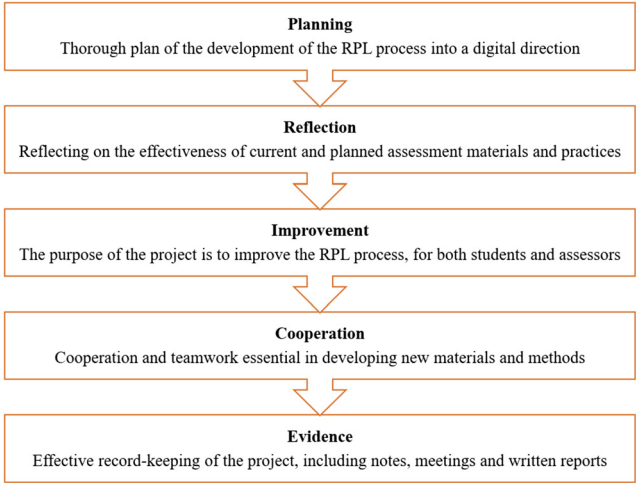 Planning
Thorough plan of the development of the RPL process into a digital direction
Reflection
Reflecting on the effectiveness of current and planned assessment materials and practices
Improvement
The purpose of the project is to improve the RPL process, for both students and assessors
Cooperation
Cooperation and teamwork essential in developing new materials and methods
Evidence
Effective record-keeping of the project, including notes, meetings and written reports